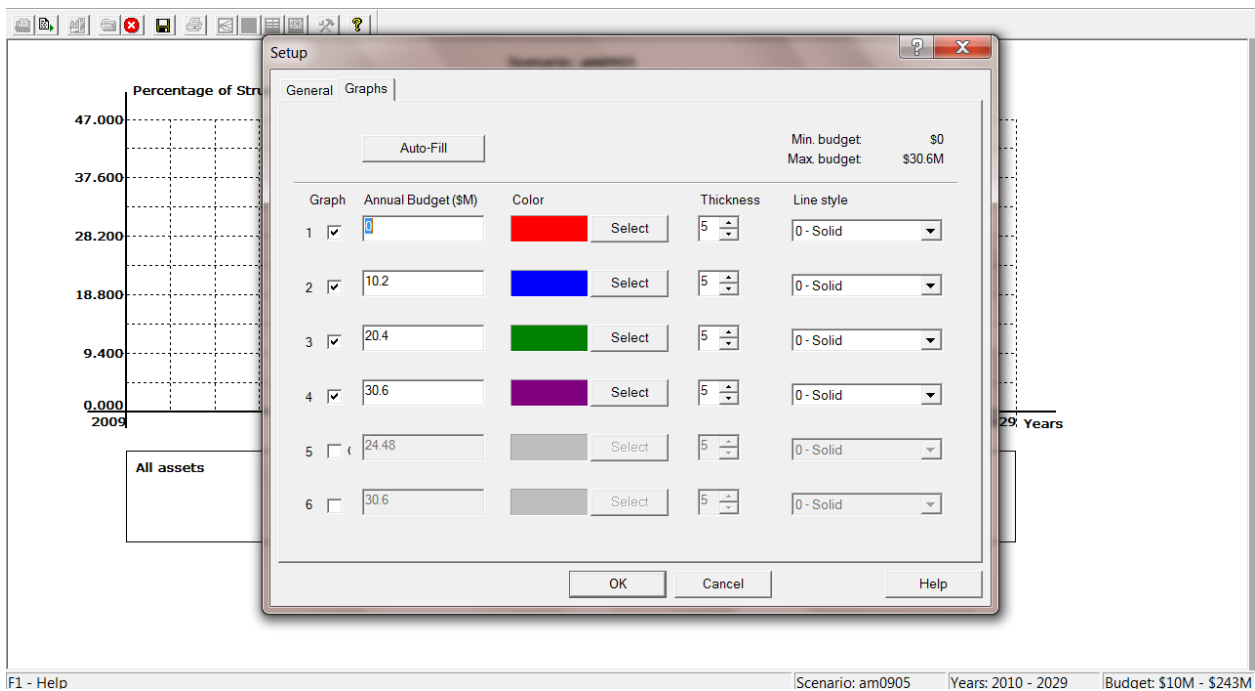 Setup
Scenario: am0905
General Graphs
Percentage of Stru
Auto-Fill
Min. budget: $0
Max. budget: $30.6M
47.000
37.600
28.200
18.800
9.400
0.000
2009
29 Years
Graph Annual Budget ($M) Color Thickness Line style
1 0 Select 5 0 - Solid
2 10.2 Select 5 0 - Solid
3 20.4 Select 5 0 - Solid
4 30.6 Select 5 0 - Solid
5 24.48 Select 5 0 - Solid
6 30.6 Select 5 0 - Solid
All assets
OK Cancel Help
F1 - Help Scenario: am0905 Years: 2010 - 2029 Budget: $10M - $243M